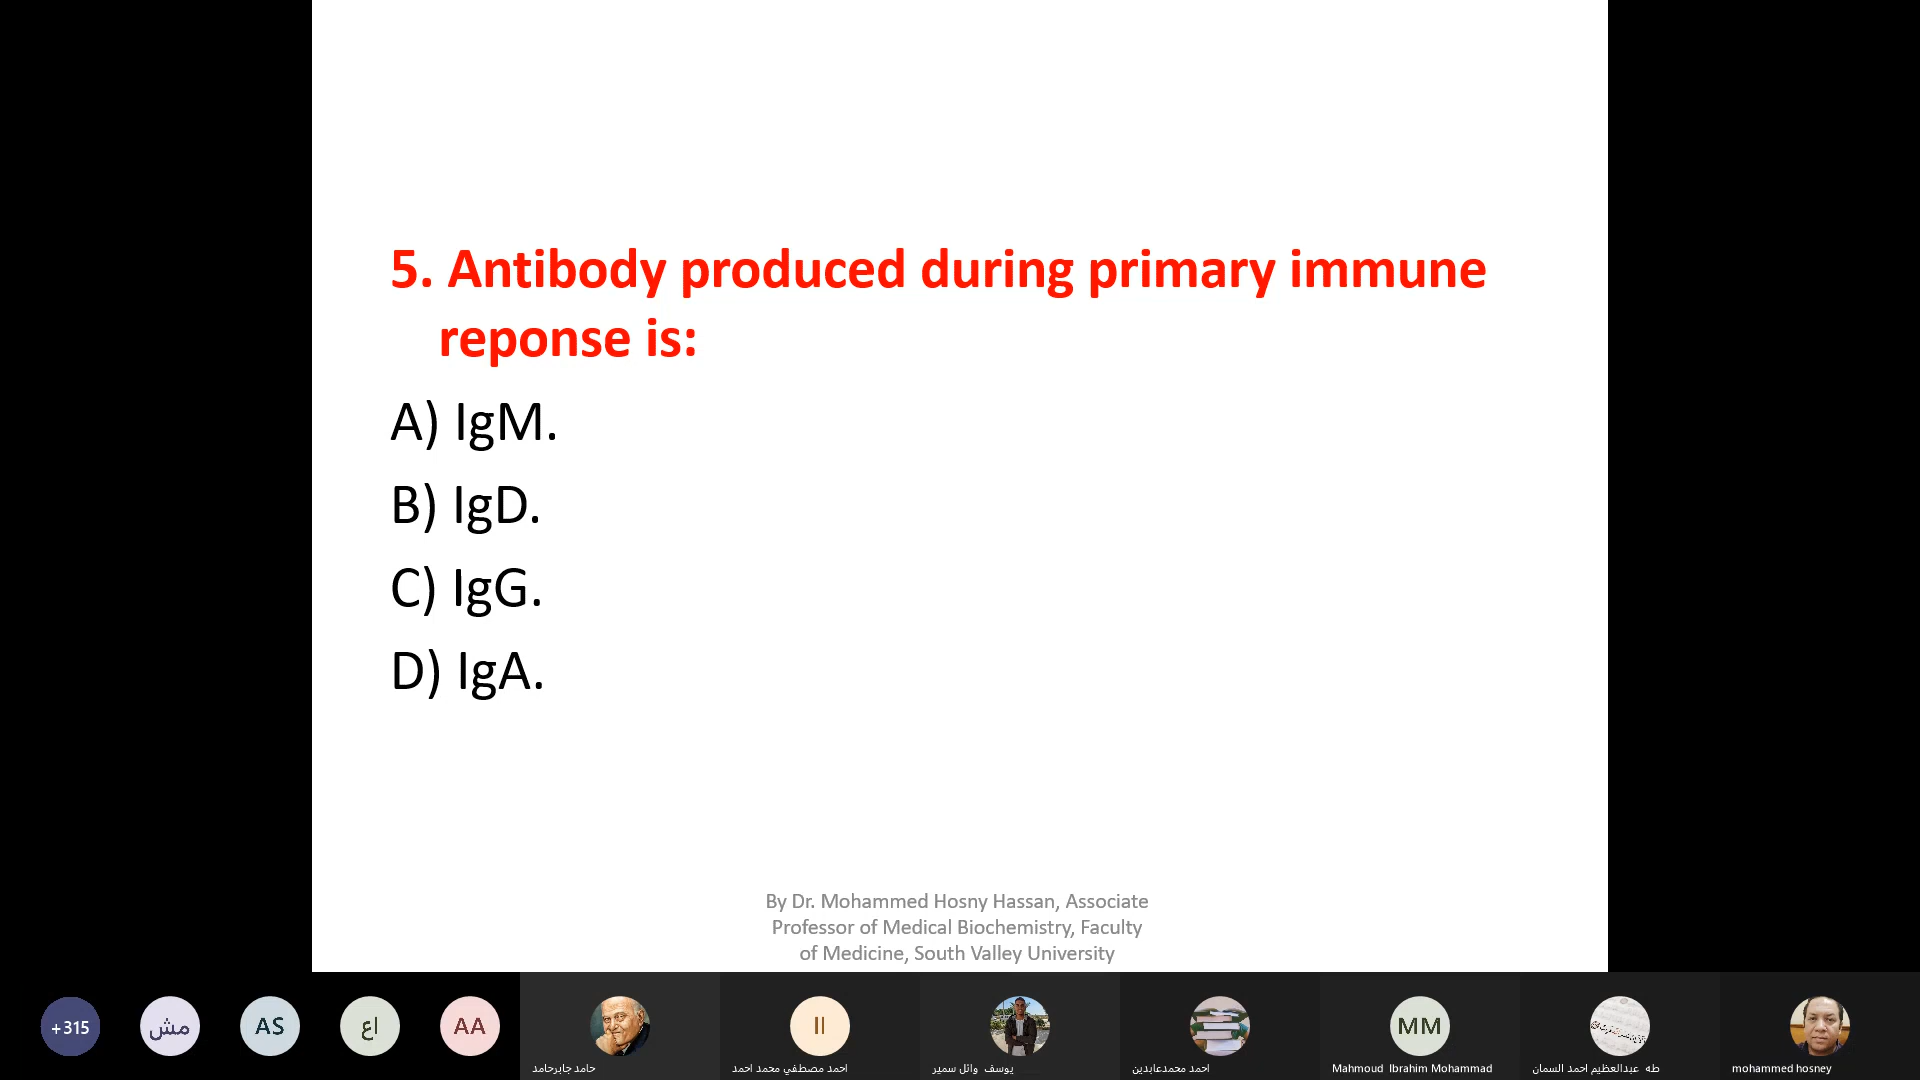 5. Antibody produced during primary immune
reponse is:
A) IgM.
B) IgD.
C) IgG.
D) IgA.
By Dr. Mohammed Hosny Hassan, Associate
Professor of Medical Biochemistry, Faculty
of Medicine, South Valley University
+315
مش
AS
اع
AA
اا
MM
حامد جابرحامد
احمد مصطفي محمد احمد
يوسف وائل سمير
احمد محمدعابدين
Mahmoud Ibrahim Mohammad
طه عبدالعظيم احمد السمان
mohammed hosney